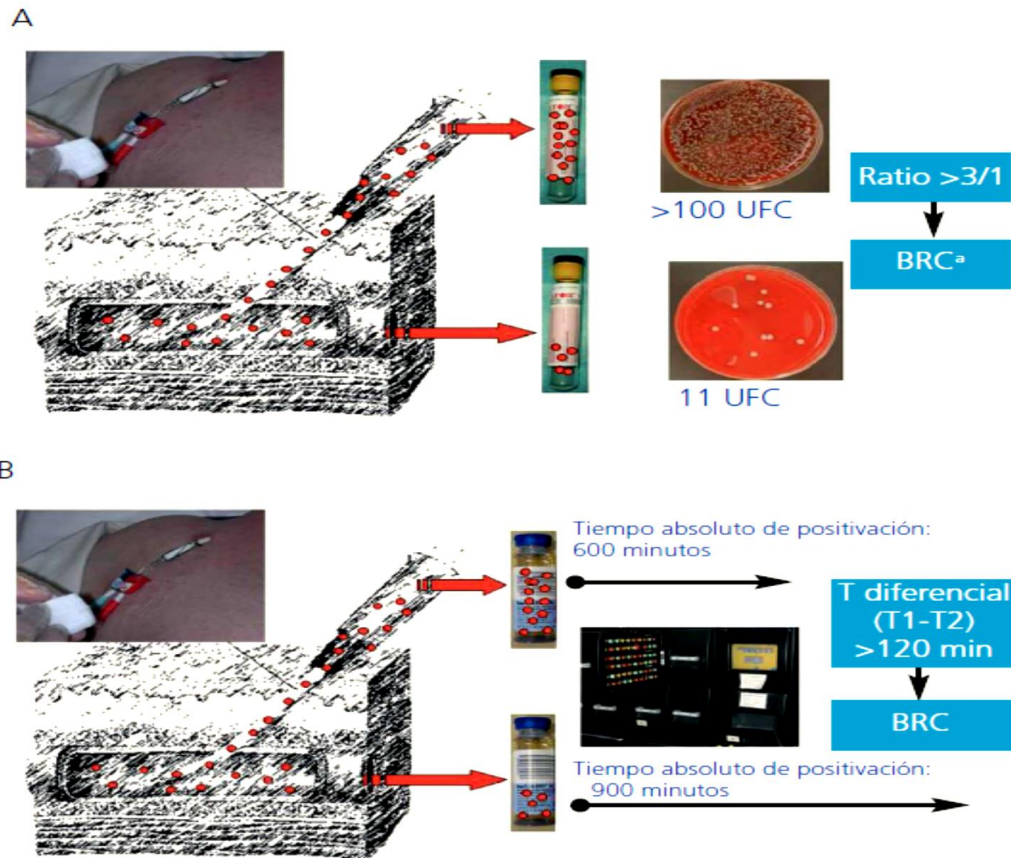 A
>100 UFC
Ratio >3/1
BRCᵃ
11 UFC
B
Tiempo absoluto de positivación:
600 minutos
T diferencial
(T1-T2)
>120 min
BRC
Tiempo absoluto de positivación:
900 minutos